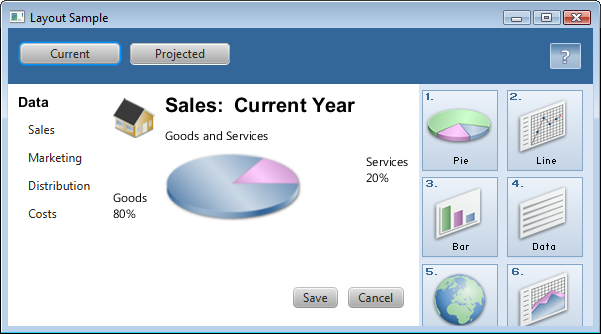 Layout Sample
Current
Projected
?
Data
Sales
Marketing
Distribution
Costs
Sales:  Current Year
Goods and Services
Goods
80%
Services
20%
Save
Cancel
1.
Pie
2.
Line
3.
Bar
4.
Data
5.
6.